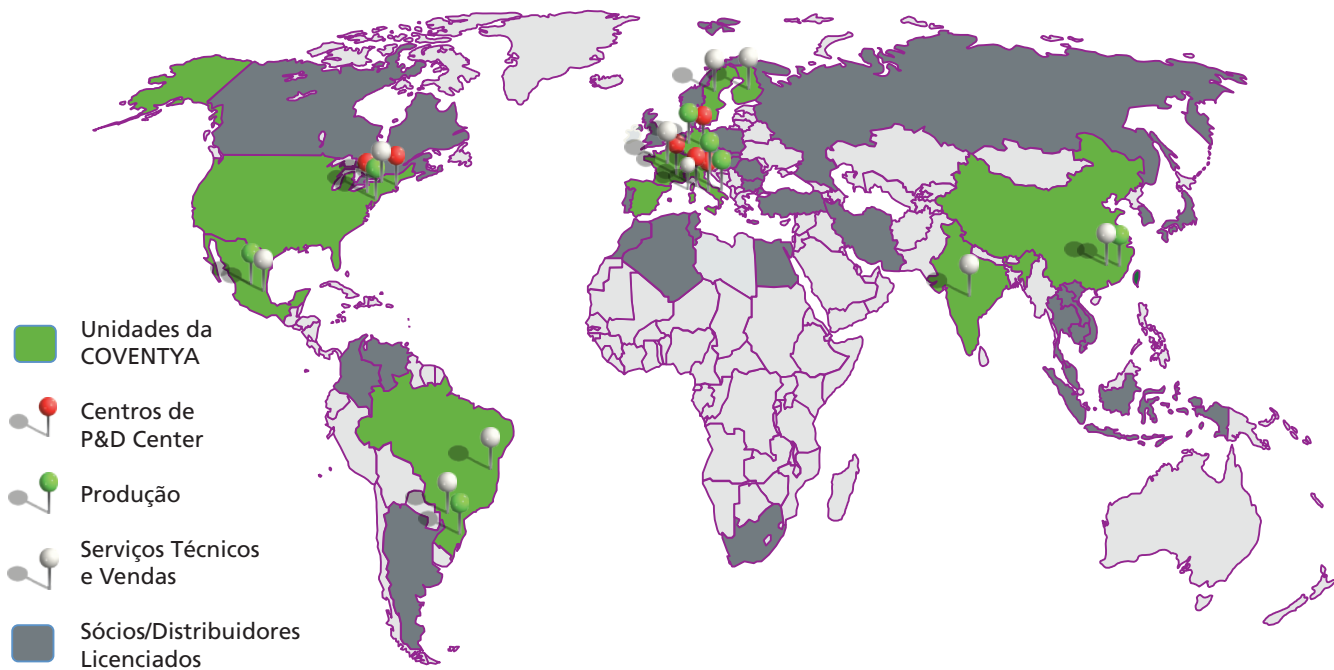 Unidades da
COVENTYA
Centros de
P&D Center
Produção
Serviços Técnicos
e Vendas
Sócios/Distribuidores
Licenciados